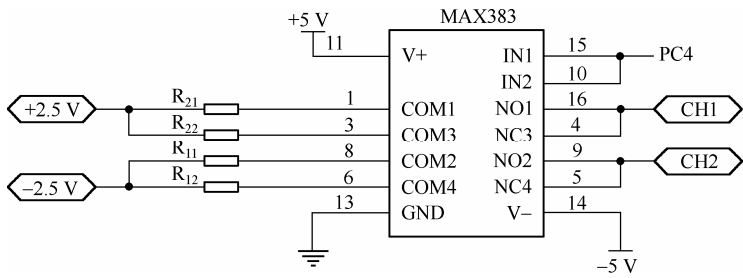 MAX383
+5 V
11
V+
IN1
15
PC4
IN2
10
+2.5 V
R21
1
COM1
NO1
16
CH1
R22
3
COM3
NC3
4
R11
8
COM2
NO2
9
CH2
−2.5 V
R12
6
COM4
NC4
5
13
GND
V−
14
−5 V